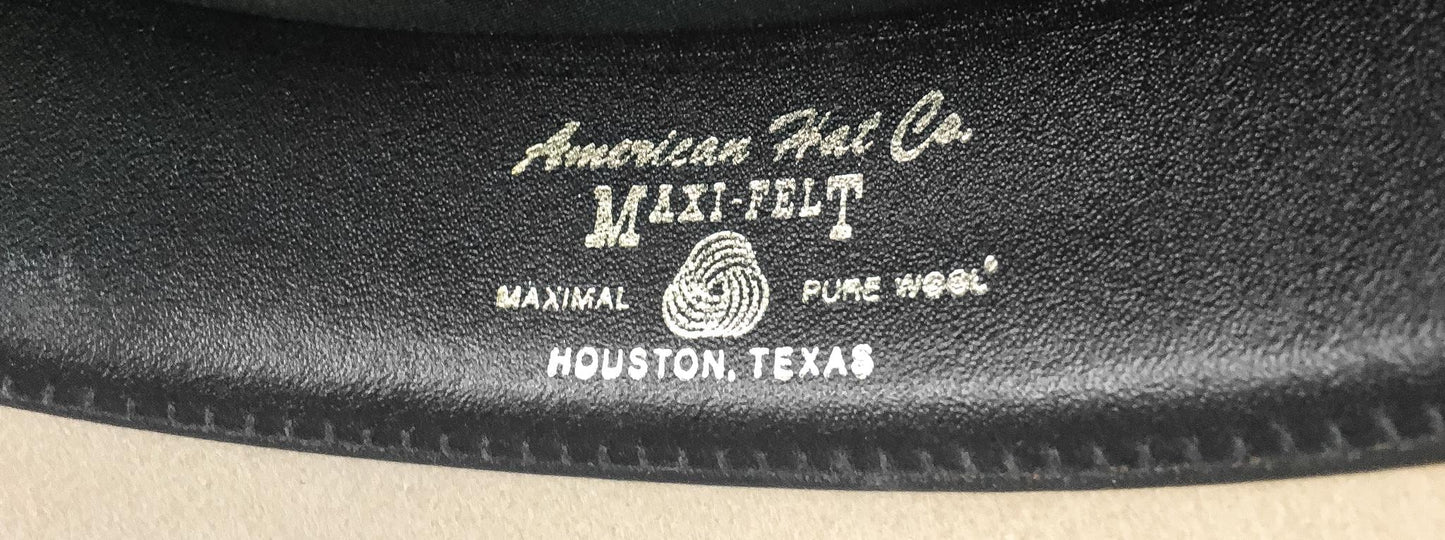 American Hat Co.
MAXI-FELT
MAXIMAL PURE WOOL®
HOUSTON, TEXAS